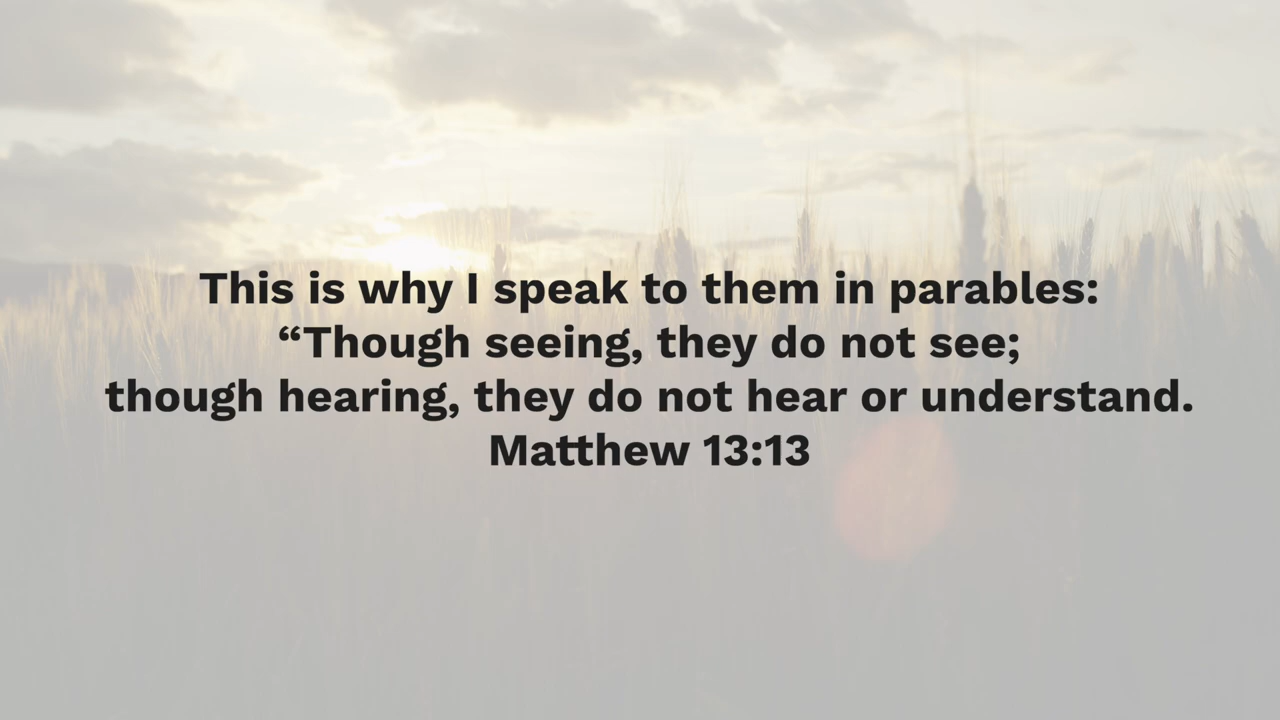 This is why I speak to them in parables:
“Though seeing, they do not see;
though hearing, they do not hear or understand.
Matthew 13:13